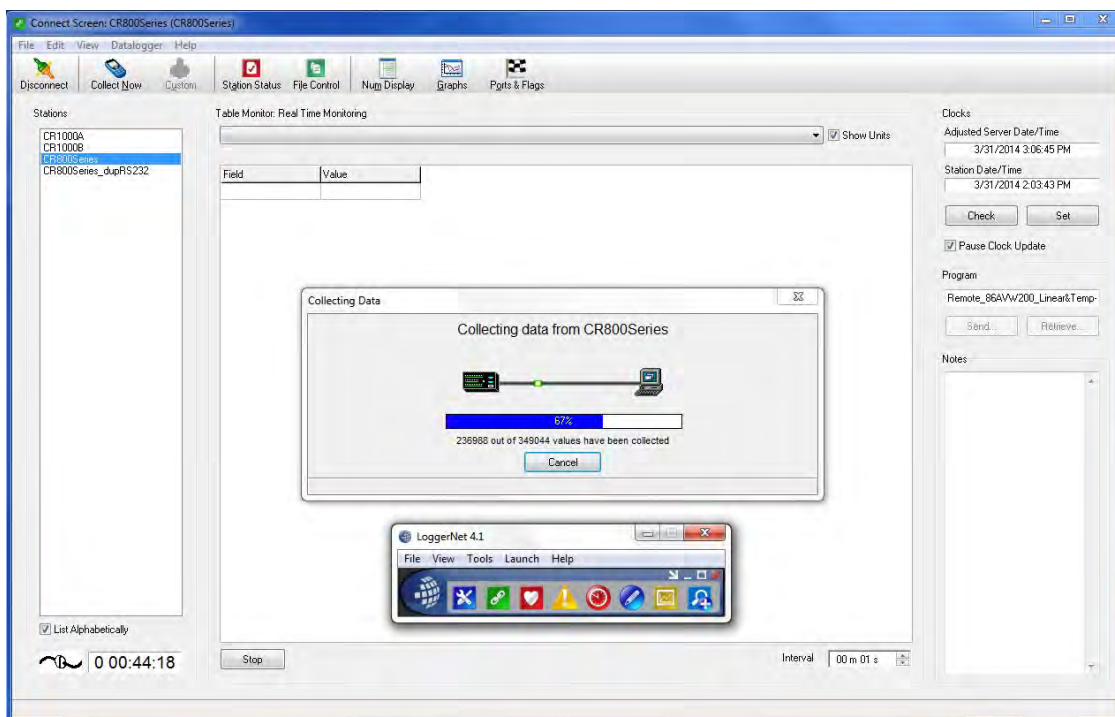 Connect Screen: CR800Series (CR800Series)
File Edit View Datalogger Help
Disconnect Collect Now Custom Station Status File Control Num Display Graphs Ports & Flags
Stations
CR1000A
CR1000B
CR800Series
CR800Series_dupRS232
List Alphabetically
0 00:44:18
Table Monitor: Real Time Monitoring
Show Units
Field Value
Collecting Data
Collecting data from CR800Series
67%
236988 out of 349044 values have been collected
Cancel
LoggerNet 4.1
File View Tools Launch Help
Stop
Interval 00 m 01 s
Clocks
Adjusted Server Date/Time
3/31/2014 3:06:45 PM
Station Date/Time
3/31/2014 2:03:43 PM
Check Set
Pause Clock Update
Program
Remote_86AVW200_Linear&Temp-
Send... Retrieve...
Notes